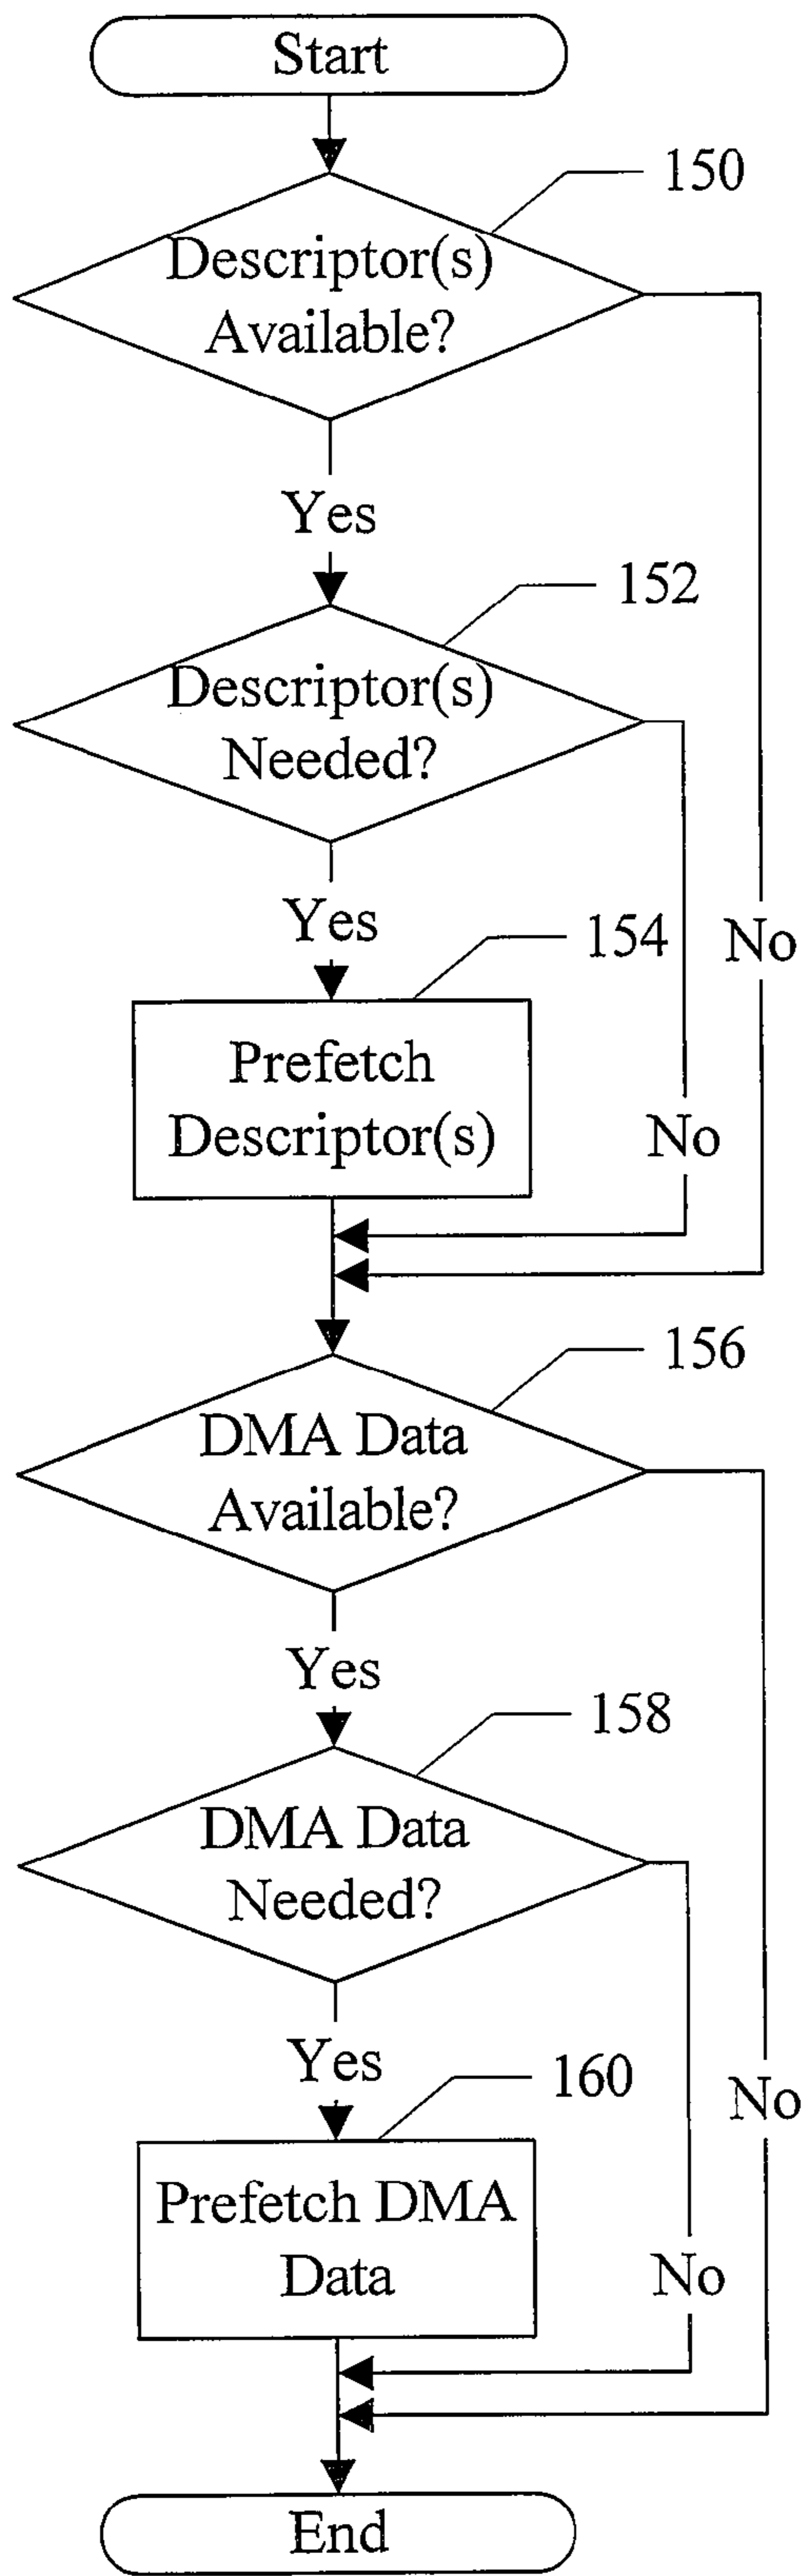 Start
150
Descriptor(s)
Available?
Yes
152
Descriptor(s)
Needed?
Yes
154
No
Prefetch
Descriptor(s)
No
156
DMA Data
Available?
Yes
158
DMA Data
Needed?
Yes
160
No
Prefetch DMA
Data
No
End